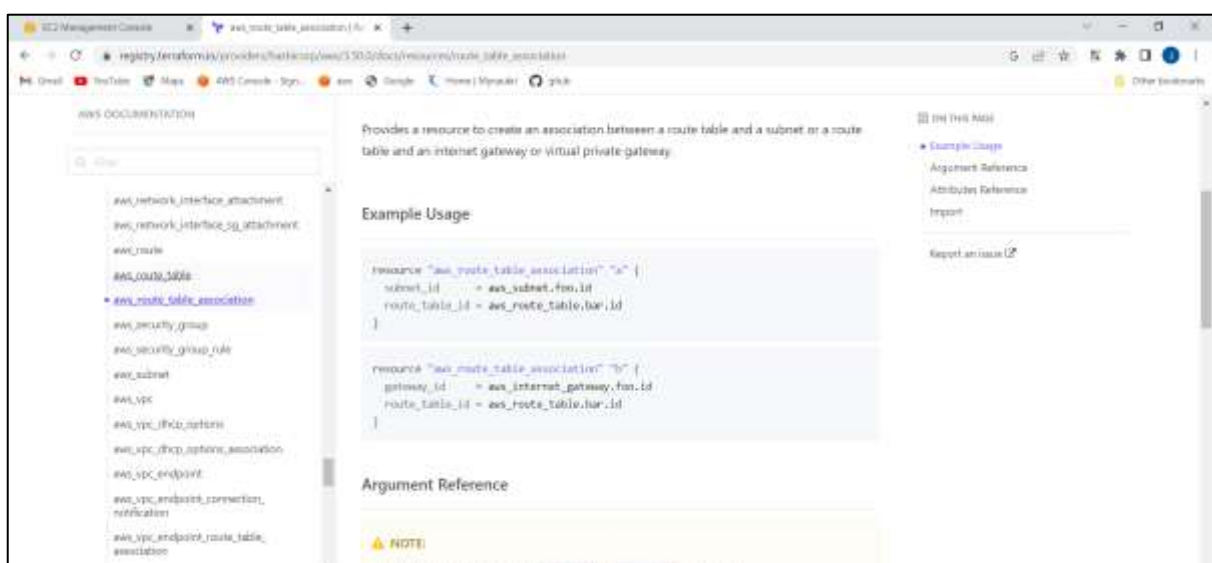 EC2 Management Console
aws_route_table_association |
registry.terraform.io/providers/hashicorp/aws/3.50.0/docs/resources/route_table_association
Gmail YouTube Maps AWS Console - Sign... aws Google Home | Mynaukri github Other bookmarks
AWS DOCUMENTATION
Filter
aws_network_interface_attachment
aws_network_interface_sg_attachment
aws_route
aws_route_table
aws_route_table_association
aws_security_group
aws_security_group_rule
aws_subnet
aws_vpc
aws_vpc_dhcp_options
aws_vpc_dhcp_options_association
aws_vpc_endpoint
aws_vpc_endpoint_connection_
notification
aws_vpc_endpoint_route_table_
association
Provides a resource to create an association between a route table and a subnet or a route
table and an internet gateway or virtual private gateway.
Example Usage
resource "aws_route_table_association" "a" {
subnet_id = aws_subnet.foo.id
route_table_id = aws_route_table.bar.id
}
resource "aws_route_table_association" "b" {
gateway_id = aws_internet_gateway.foo.id
route_table_id = aws_route_table.bar.id
}
Argument Reference
NOTE:
ON THIS PAGE
Example Usage
Argument Reference
Attributes Reference
Import
Report an issue